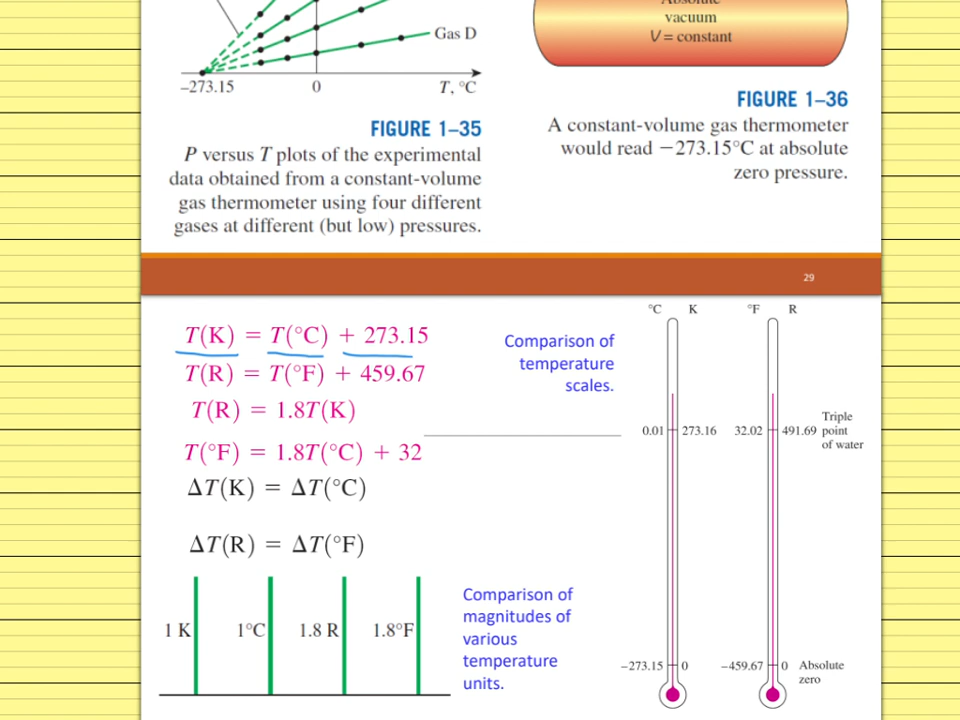 Absolute
vacuum
V = constant
Gas D
−273.15
0
T, °C
FIGURE 1–35
P versus T plots of the experimental
data obtained from a constant-volume
gas thermometer using four different
gases at different (but low) pressures.
FIGURE 1–36
A constant-volume gas thermometer
would read −273.15°C at absolute
zero pressure.
29
T(K) = T(°C) + 273.15
T(R) = T(°F) + 459.67
T(R) = 1.8T(K)
T(°F) = 1.8T(°C) + 32
ΔT(K) = ΔT(°C)
ΔT(R) = ΔT(°F)
Comparison of
temperature
scales.
°C K °F R
0.01 273.16 32.02 491.69 Triple
point
of water
−273.15 0 −459.67 0 Absolute
zero
1 K 1°C 1.8 R 1.8°F
Comparison of
magnitudes of
various
temperature
units.